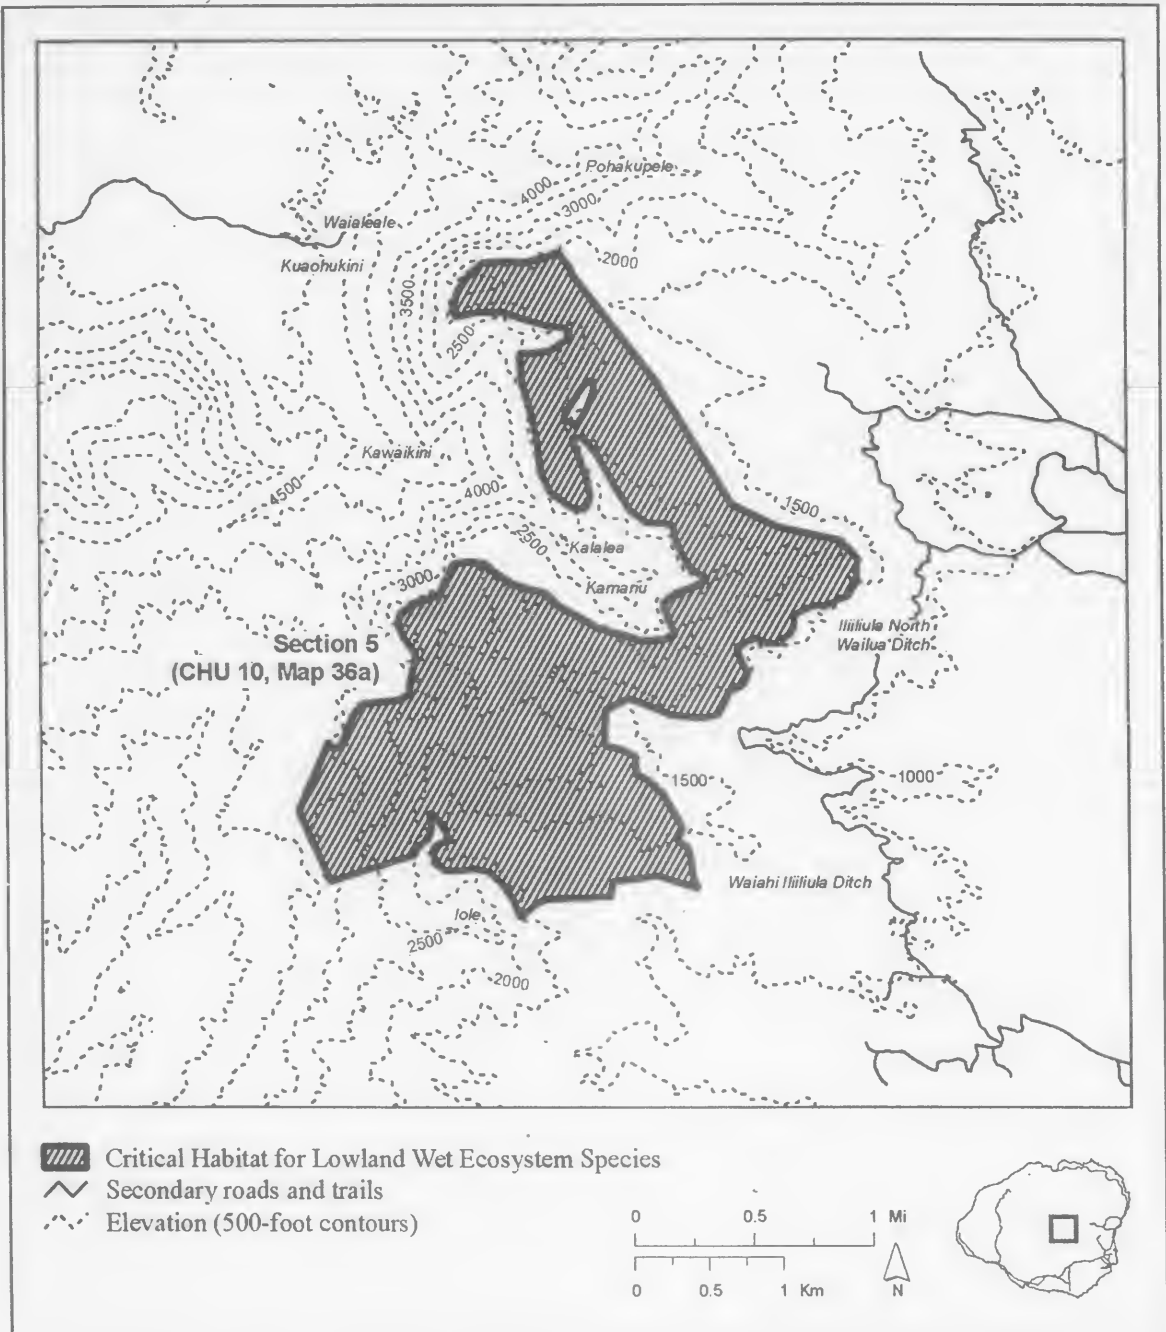 Pohakupele
4000
3000
Waialeale
2000
Kuaohukini
3500
2500
Kawaikini
4500
4000
1500
2500
Kalalea
3000
Kamanu
Iliiliula North
Wailua Ditch
Section 5
(CHU 10, Map 36a)
1500
1000
Waiahi Iliiliula Ditch
Iole
2500
2000
Critical Habitat for Lowland Wet Ecosystem Species
Secondary roads and trails
Elevation (500-foot contours)
0 0.5 1 Mi
0 0.5 1 Km
N